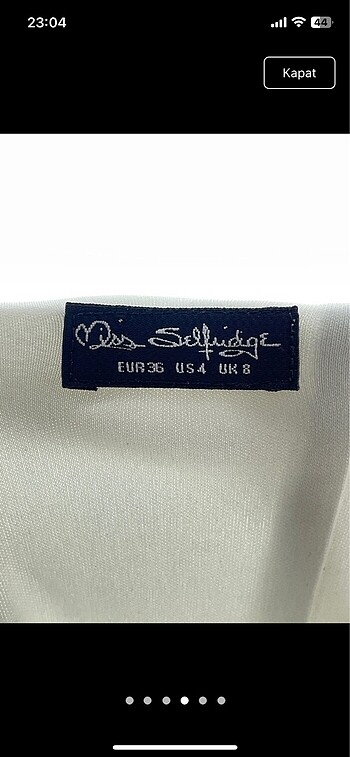 23:04
44
Kapat
Miss Selfridge
EUR36 US4 UK8